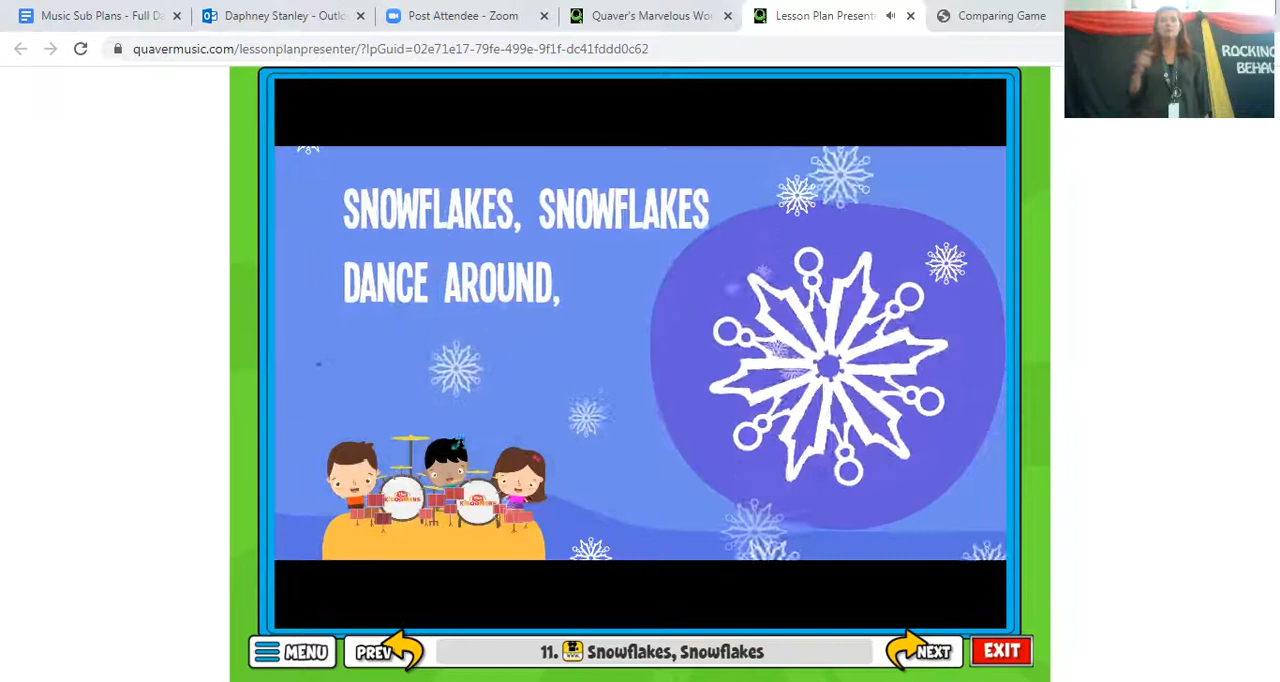 Music Sub Plans - Full Da
Daphney Stanley - Outlo
Post Attendee - Zoom
Quaver's Marvelous Wo
Lesson Plan Present
Comparing Game
quavermusic.com/lessonplanpresenter/?lpGuid=02e71e17-79fe-499e-9f1f-dc41fddd0c62
ROCKING
BEHAV
SNOWFLAKES, SNOWFLAKES
DANCE AROUND,
MENU
PREV
11. Snowflakes, Snowflakes
NEXT
EXIT